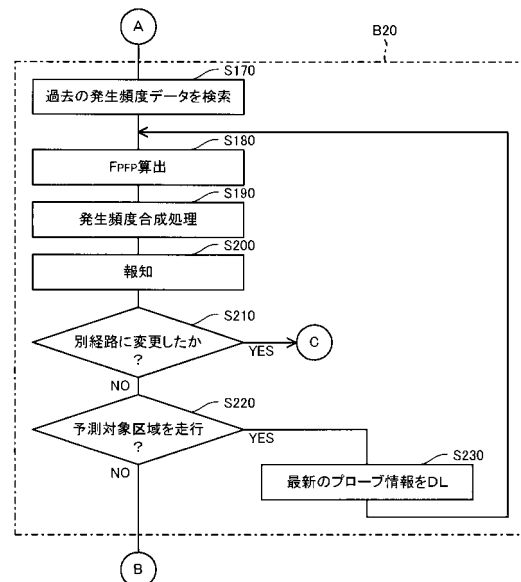 A
B20
S170
過去の発生頻度データを検索
S180
FPFP算出
S190
発生頻度合成処理
S200
報知
S210
別経路に変更したか
?
YES
C
NO
S220
予測対象区域を走行
?
YES
S230
最新のプローブ情報をDL
NO
B